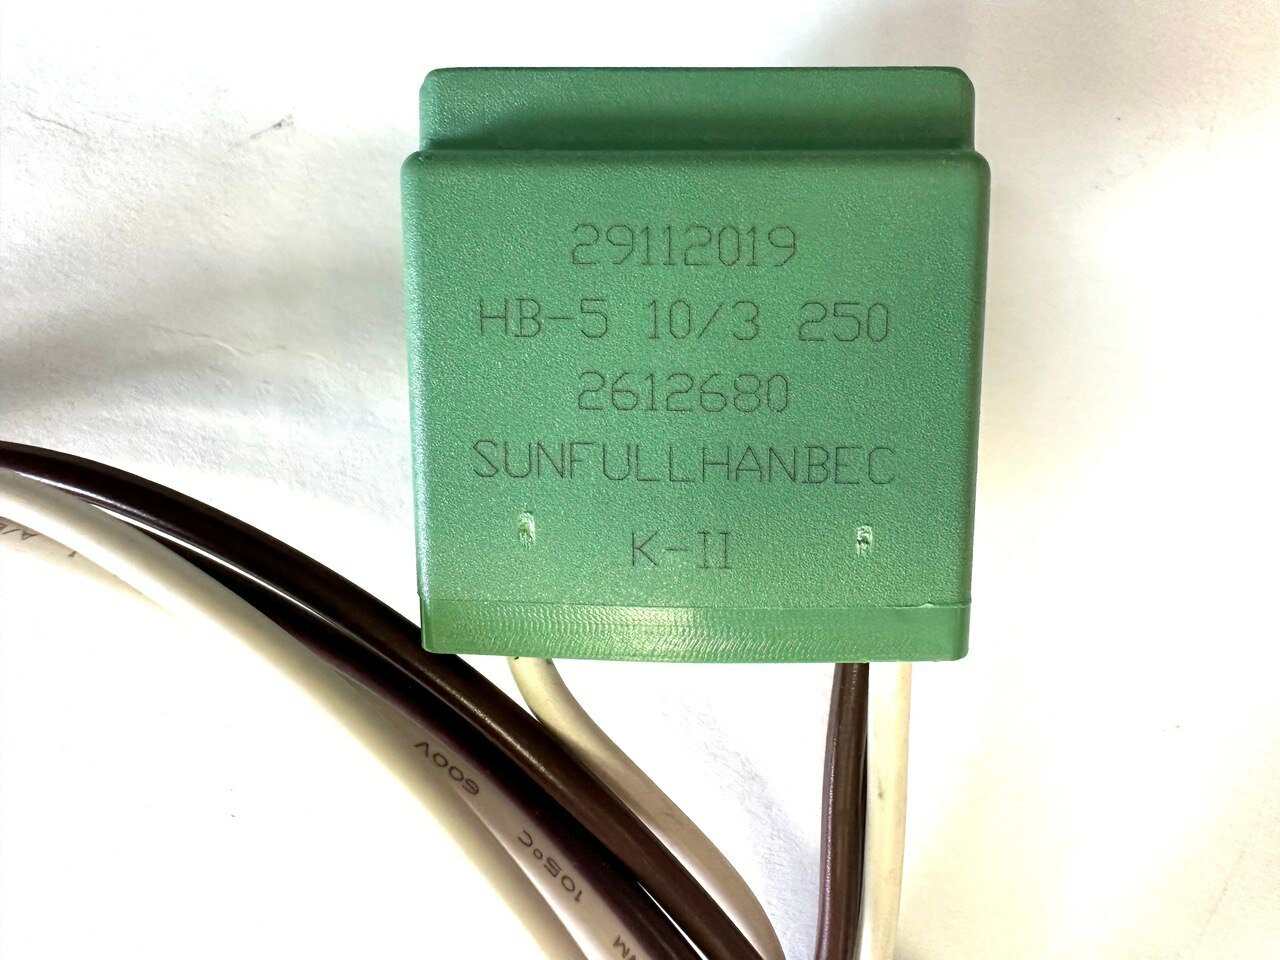 29112019
HB-5 10/3 250
2612680
SUNFULLHANBEC
K-II
600V
105°C